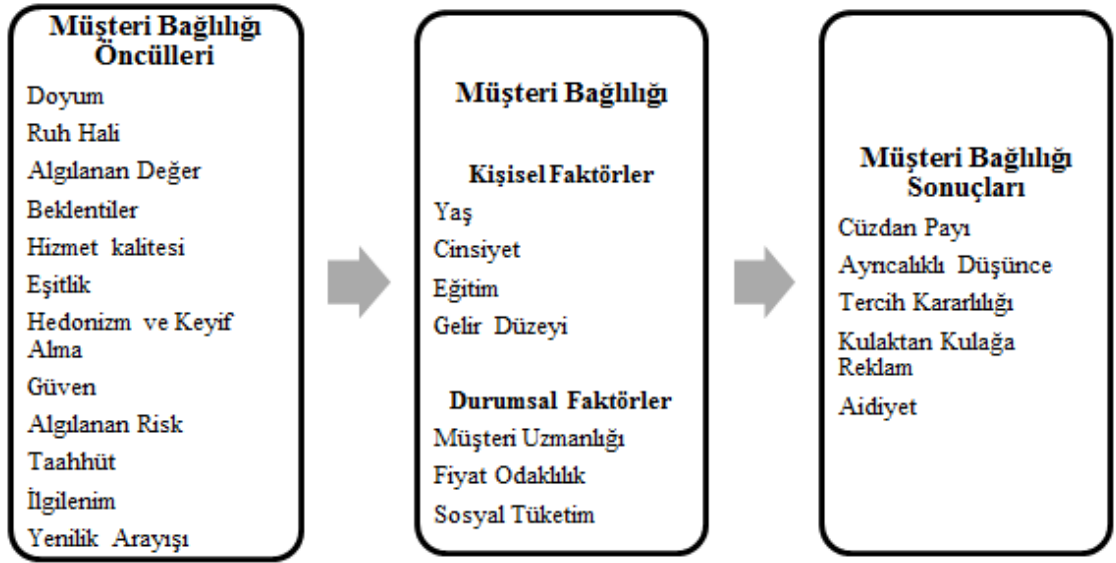 Müşteri Bağlılığı
Öncülleri
Doyum
Ruh Hali
Algılanan Değer
Beklentiler
Hizmet kalitesi
Eşitlik
Hedonizm ve Keyif
Alma
Güven
Algılanan Risk
Taahhüt
İlgilenim
Yenilik Arayışı
Müşteri Bağlılığı
Kişisel Faktörler
Yaş
Cinsiyet
Eğitim
Gelir Düzeyi
Durumsal Faktörler
Müşteri Uzmanlığı
Fiyat Odaklılık
Sosyal Tüketim
Müşteri Bağlılığı
Sonuçları
Cüzdan Payı
Ayrıcalıklı Düşünce
Tercih Kararlılığı
Kulaktan Kulağa
Reklam
Aidiyet